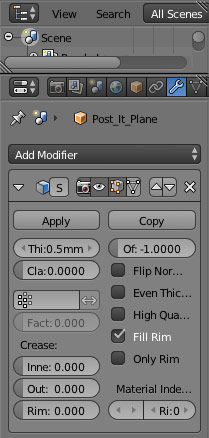 View Search All Scenes
Scene
Post_It_Plane
Add Modifier
S
Apply Copy
Thi:0.5mm Of: -1.0000
Cla:0.0000 Flip Nor...
Even Thic...
High Qua...
Fact: 0.000 Fill Rim
Crease: Only Rim
Inne: 0.000
Out: 0.000 Material Inde...
Rim: 0.000 Ri:0